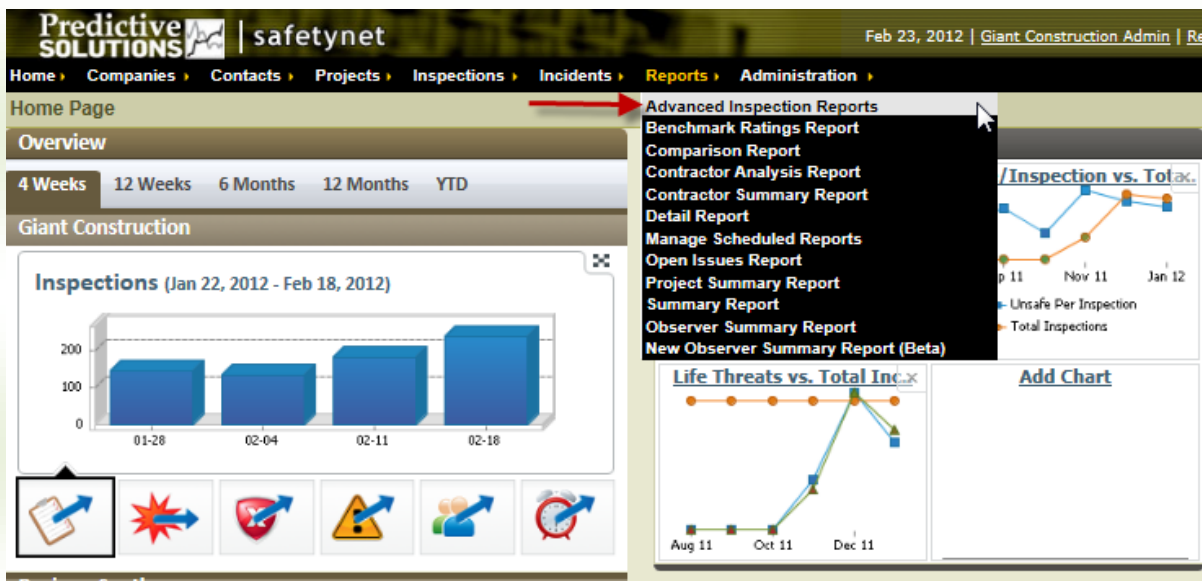 Predictive
SOLUTIONS | safetynet
Feb 23, 2012 | Giant Construction Admin | Re
Home Companies Contacts Projects Inspections Incidents Reports Administration
Home Page
Advanced Inspection Reports
Benchmark Ratings Report
Comparison Report
Contractor Analysis Report
Contractor Summary Report
Detail Report
Manage Scheduled Reports
Open Issues Report
Project Summary Report
Summary Report
Observer Summary Report
New Observer Summary Report (Beta)
Overview
4 Weeks 12 Weeks 6 Months 12 Months YTD
Giant Construction
Inspections (Jan 22, 2012 - Feb 18, 2012)
200
100
0
01-28 02-04 02-11 02-18
/Inspection vs. Tota..
p 11 Nov 11 Jan 12
Unsafe Per Inspection
Total Inspections
Life Threats vs. Total Inc.
Aug 11 Oct 11 Dec 11
Add Chart